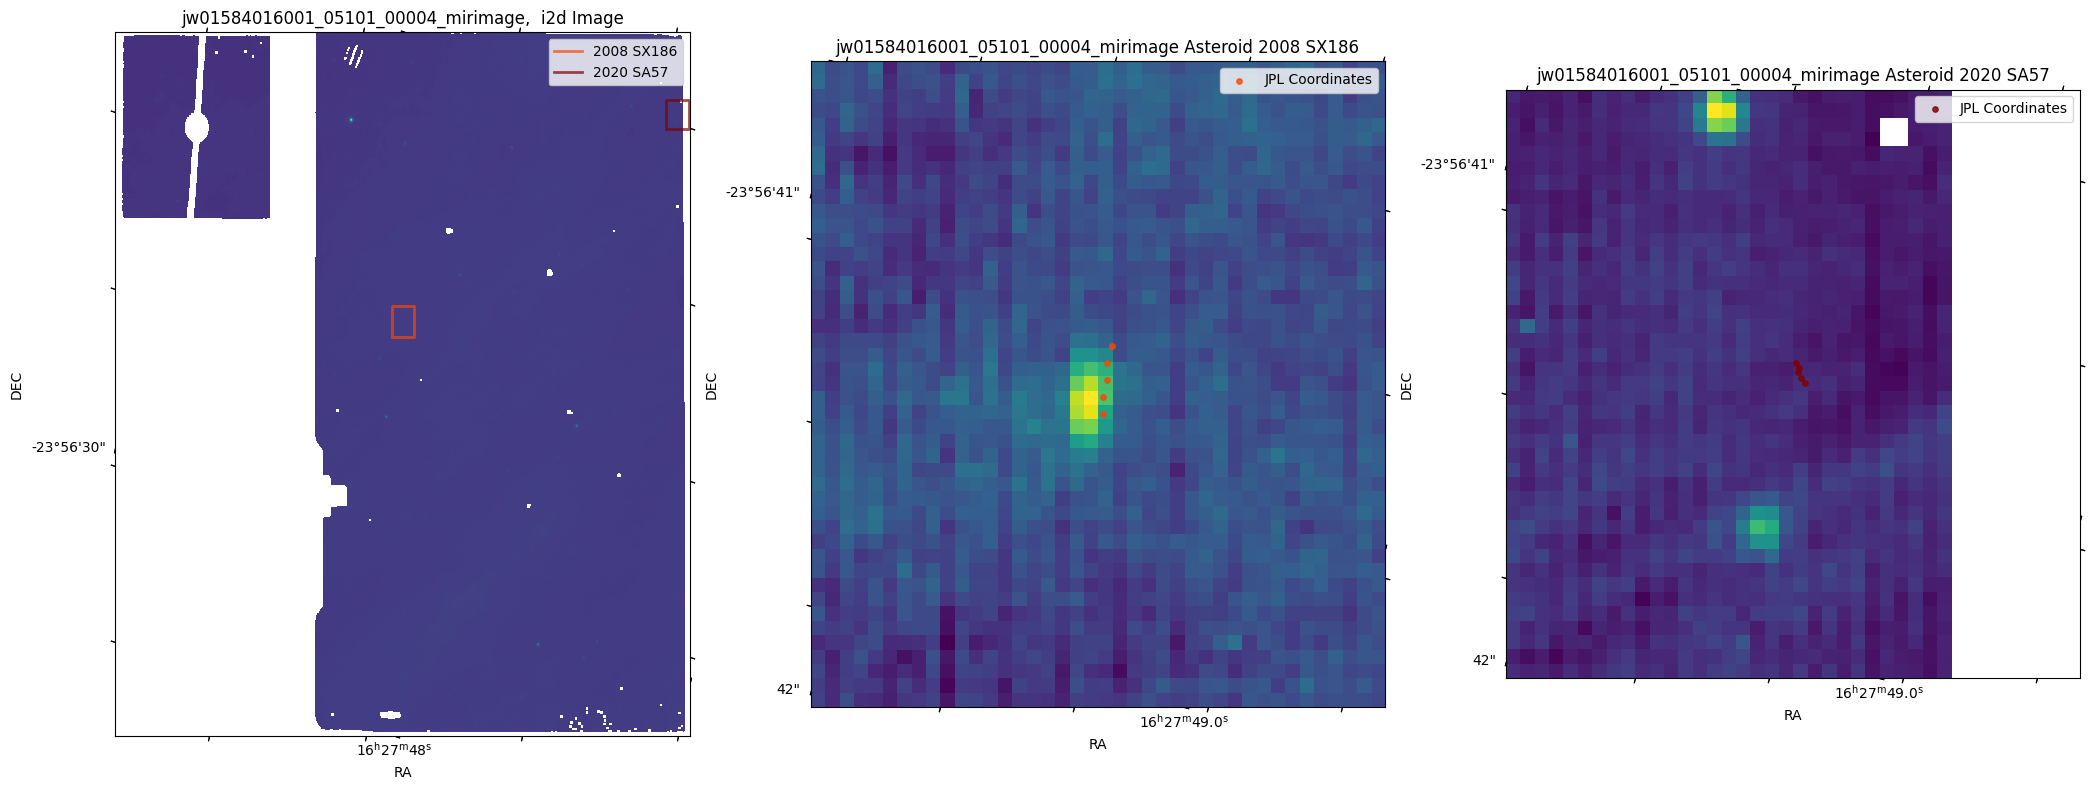 jw01584016001_05101_00004_mirimage,  i2d Image
2008 SX186
2020 SA57
DEC
-23°56'30"
16h27m48s
RA
jw01584016001_05101_00004_mirimage Asteroid 2008 SX186
JPL Coordinates
DEC
-23°56'41"
42"
16h27m49.0s
RA
jw01584016001_05101_00004_mirimage Asteroid 2020 SA57
JPL Coordinates
DEC
-23°56'41"
42"
16h27m49.0s
RA